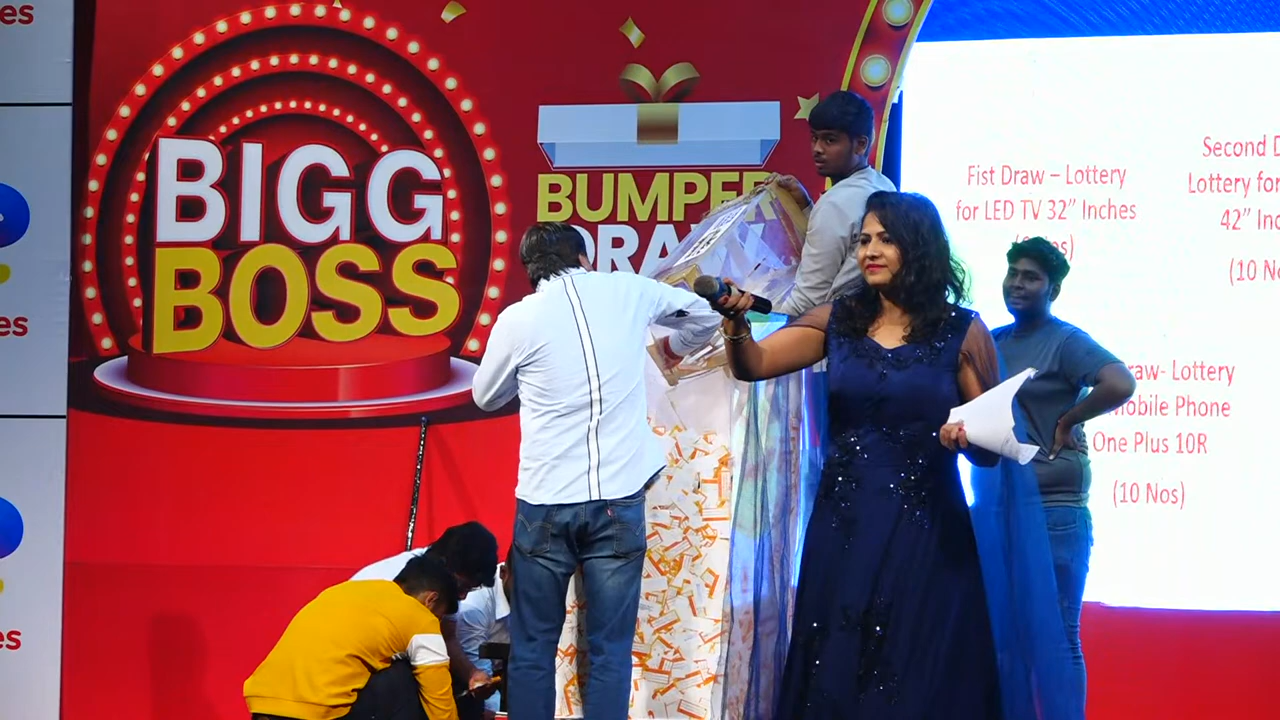 es
es
es
BIGG
BOSS
BUMPER
DRAW
Fist Draw – Lottery
for LED TV 32” Inches
Second D
Lottery for
42” Inc
(10 No
raw- Lottery
Mobile Phone
One Plus 10R
(10 Nos)